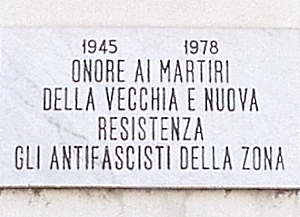 1945 1978
ONORE AI MARTIRI
DELLA VECCHIA E NUOVA
RESISTENZA
GLI ANTIFASCISTI DELLA ZONA